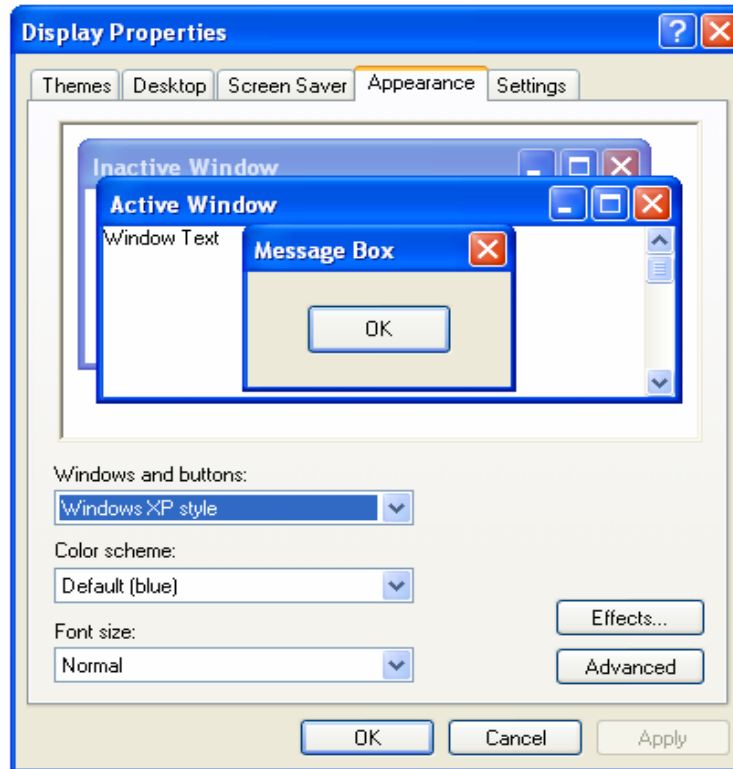 Display Properties
Themes Desktop Screen Saver Appearance Settings
Inactive Window
Active Window
Window Text
Message Box
OK
Windows and buttons:
Windows XP style
Color scheme:
Default (blue)
Effects...
Font size:
Normal
Advanced
OK Cancel Apply